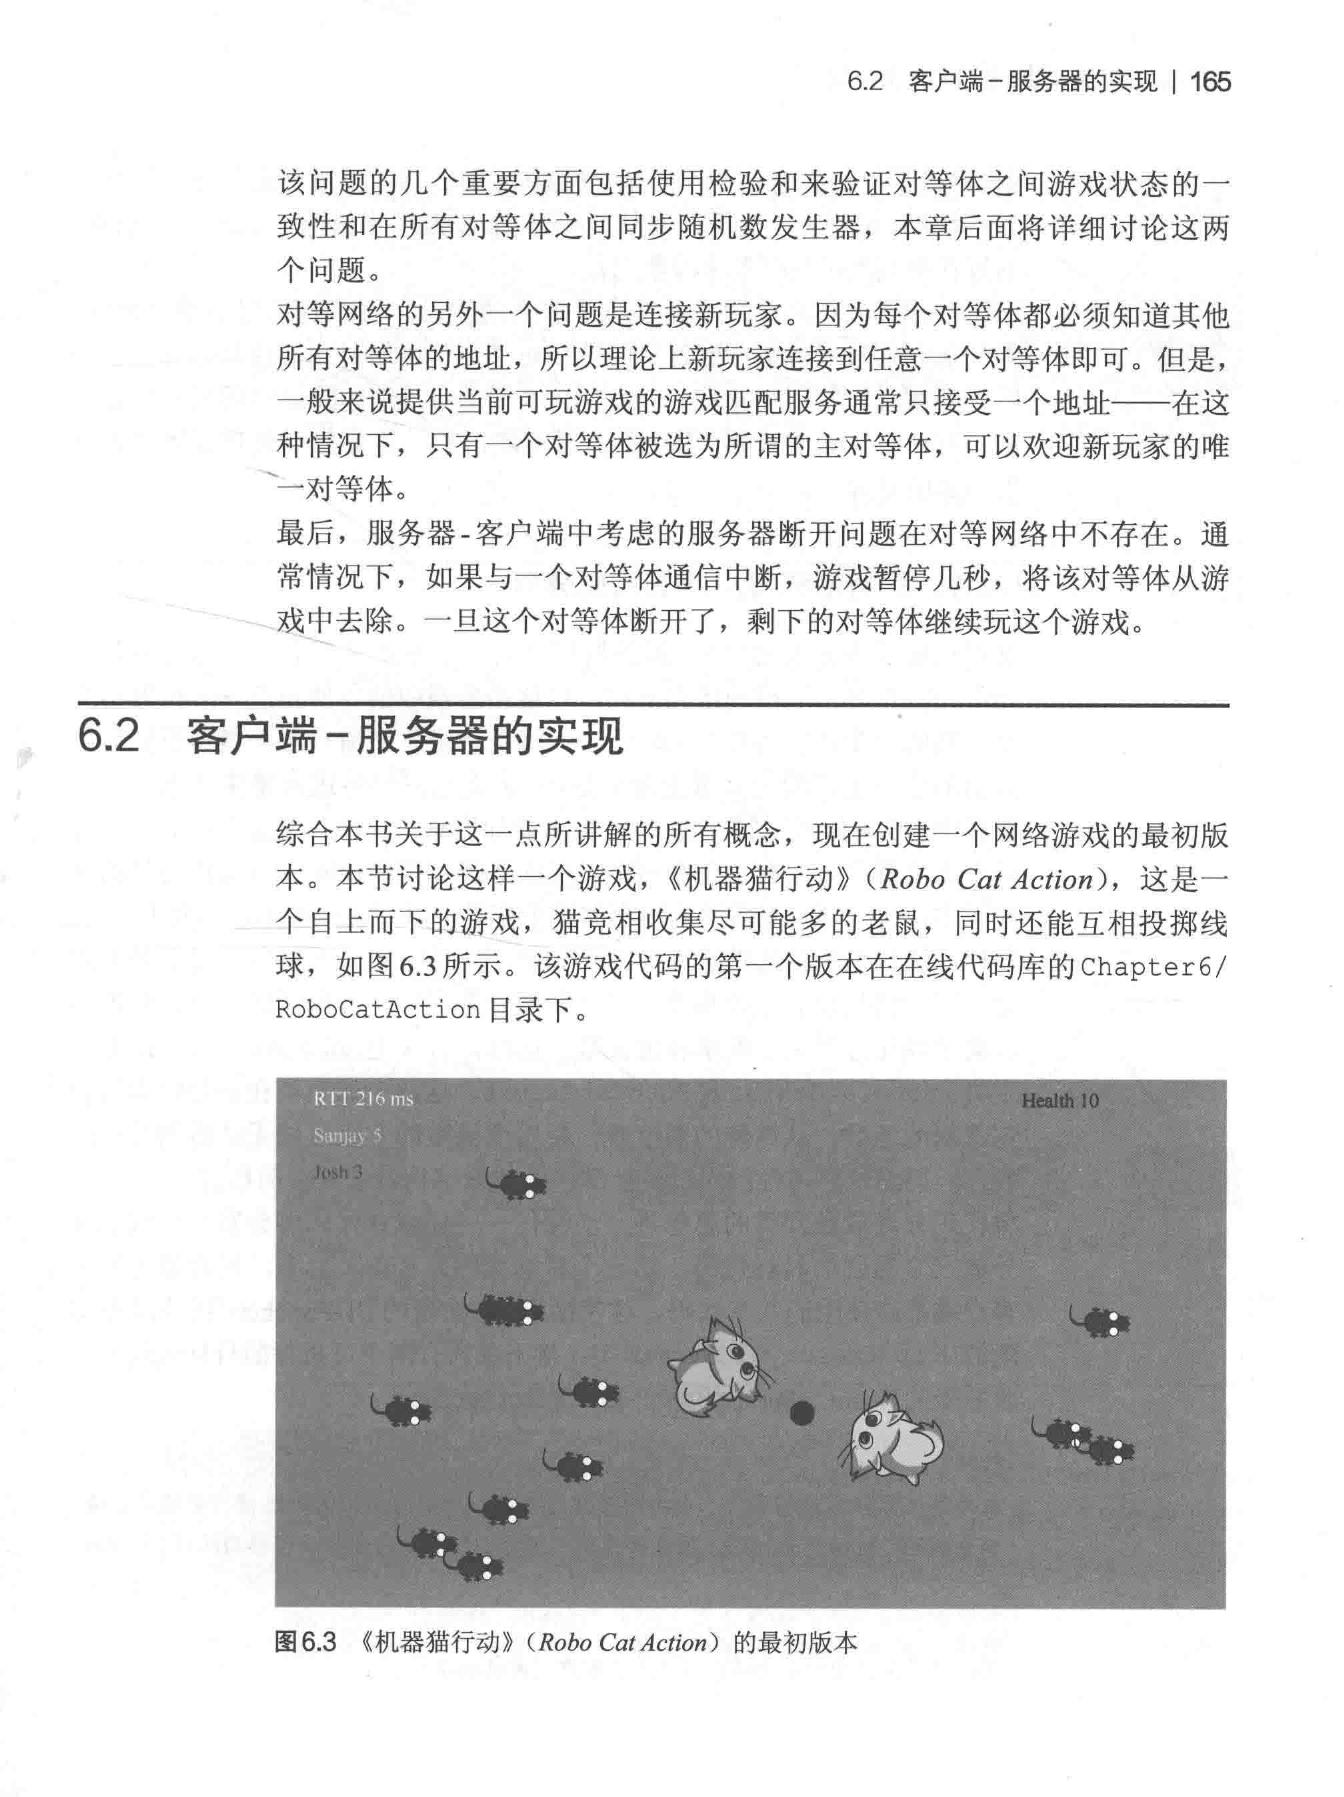 6.2 客户端-服务器的实现 | 165
该问题的几个重要方面包括使用检验和来验证对等体之间游戏状态的一
致性和在所有对等体之间同步随机数发生器，本章后面将详细讨论这两
个问题。
对等网络的另外一个问题是连接新玩家。因为每个对等体都必须知道其他
所有对等体的地址，所以理论上新玩家连接到任意一个对等体即可。但是，
一般来说提供当前可玩游戏的游戏匹配服务通常只接受一个地址——在这
种情况下，只有一个对等体被选为所谓的主对等体，可以欢迎新玩家的唯
一对等体。
最后，服务器-客户端中考虑的服务器断开问题在对等网络中不存在。通
常情况下，如果与一个对等体通信中断，游戏暂停几秒，将该对等体从游
戏中去除。一旦这个对等体断开了，剩下的对等体继续玩这个游戏。
6.2 客户端-服务器的实现
综合本书关于这一点所讲解的所有概念，现在创建一个网络游戏的最初版
本。本节讨论这样一个游戏，《机器猫行动》（Robo Cat Action），这是一
个自上而下的游戏，猫竞相收集尽可能多的老鼠，同时还能互相投掷线
球，如图6.3所示。该游戏代码的第一个版本在在线代码库的Chapter6/
RoboCatAction目录下。
RTT 216 ms
Health 10
Sanjay 5
Josh 3
图6.3 《机器猫行动》（Robo Cat Action）的最初版本